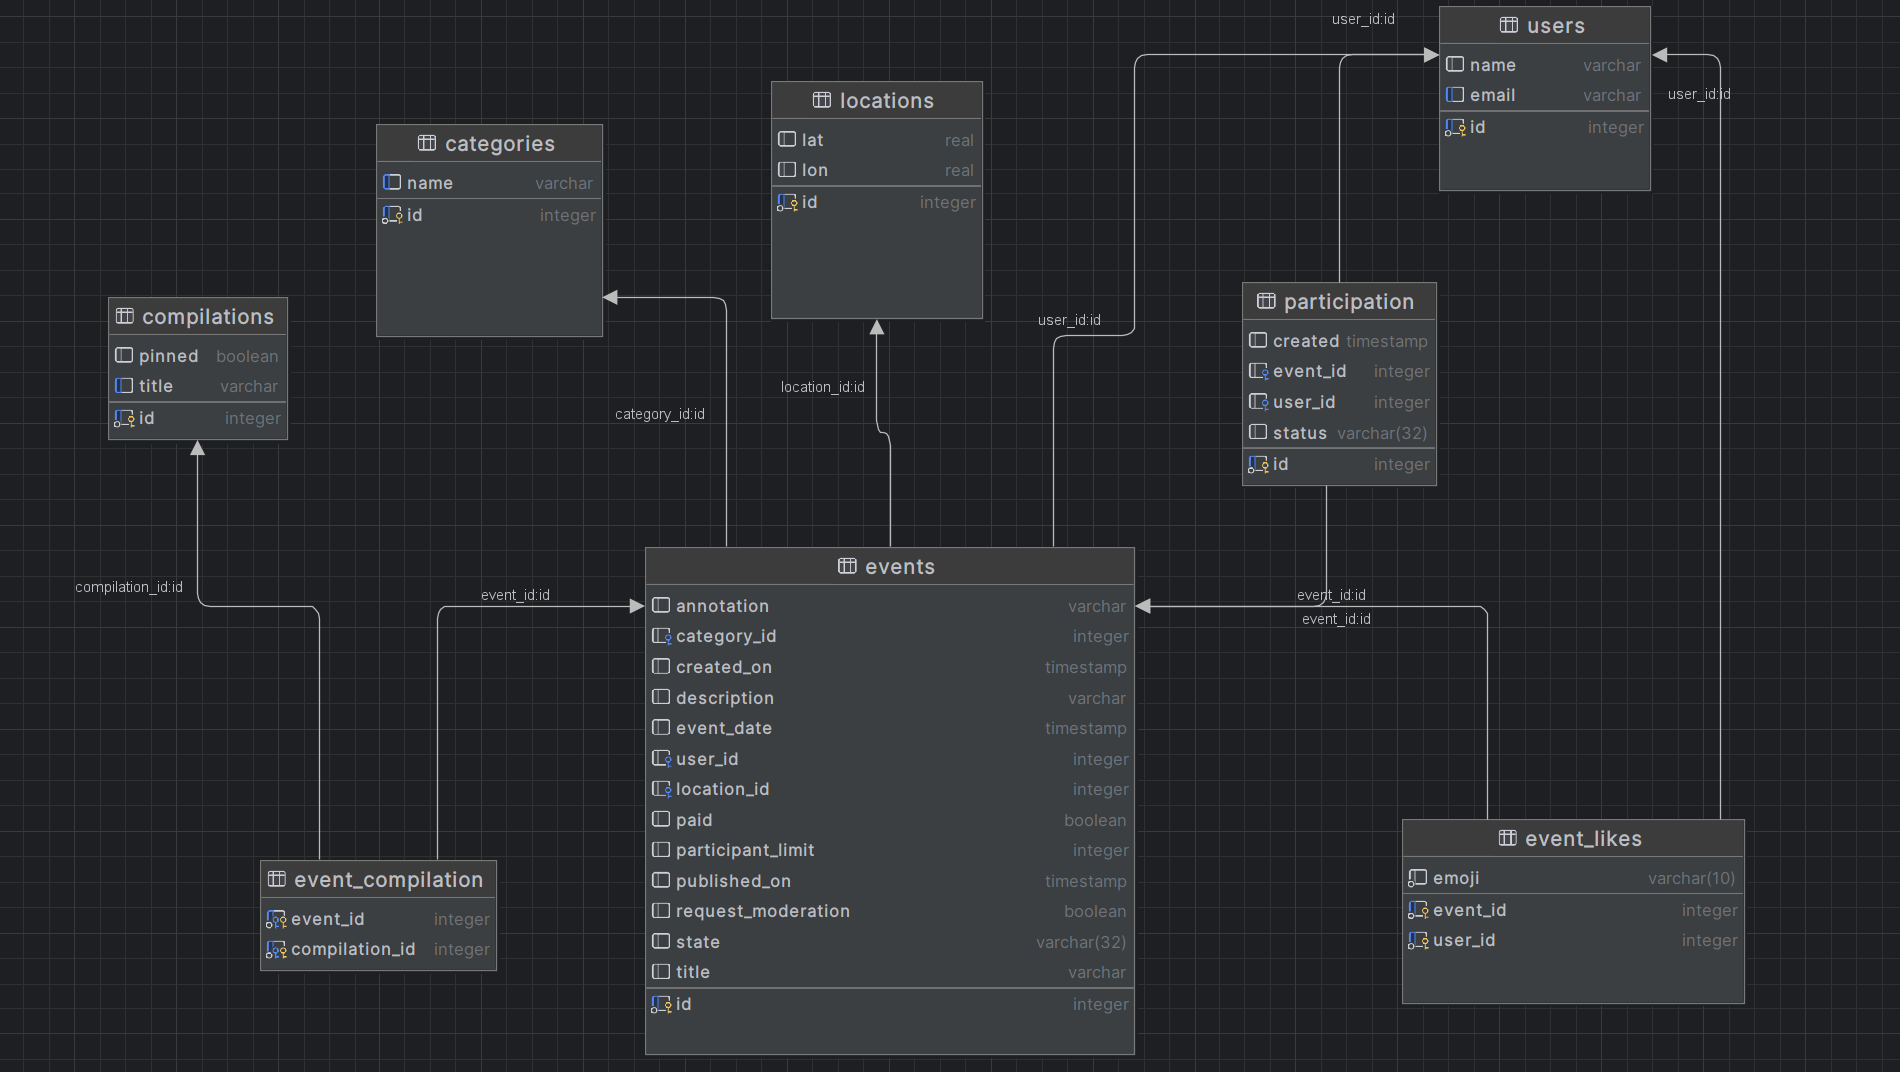 user_id:id
users
name varchar
email varchar
id integer
user_id:id
locations
lat real
lon real
id integer
categories
name varchar
id integer
compilations
pinned boolean
title varchar
id integer
participation
created timestamp
event_id integer
user_id integer
status varchar(32)
id integer
user_id:id
location_id:id
category_id:id
compilation_id:id
event_id:id
event_id:id
event_id:id
events
annotation varchar
category_id integer
created_on timestamp
description varchar
event_date timestamp
user_id integer
location_id integer
paid boolean
participant_limit integer
published_on timestamp
request_moderation boolean
state varchar(32)
title varchar
id integer
event_compilation
event_id integer
compilation_id integer
event_likes
emoji varchar(10)
event_id integer
user_id integer